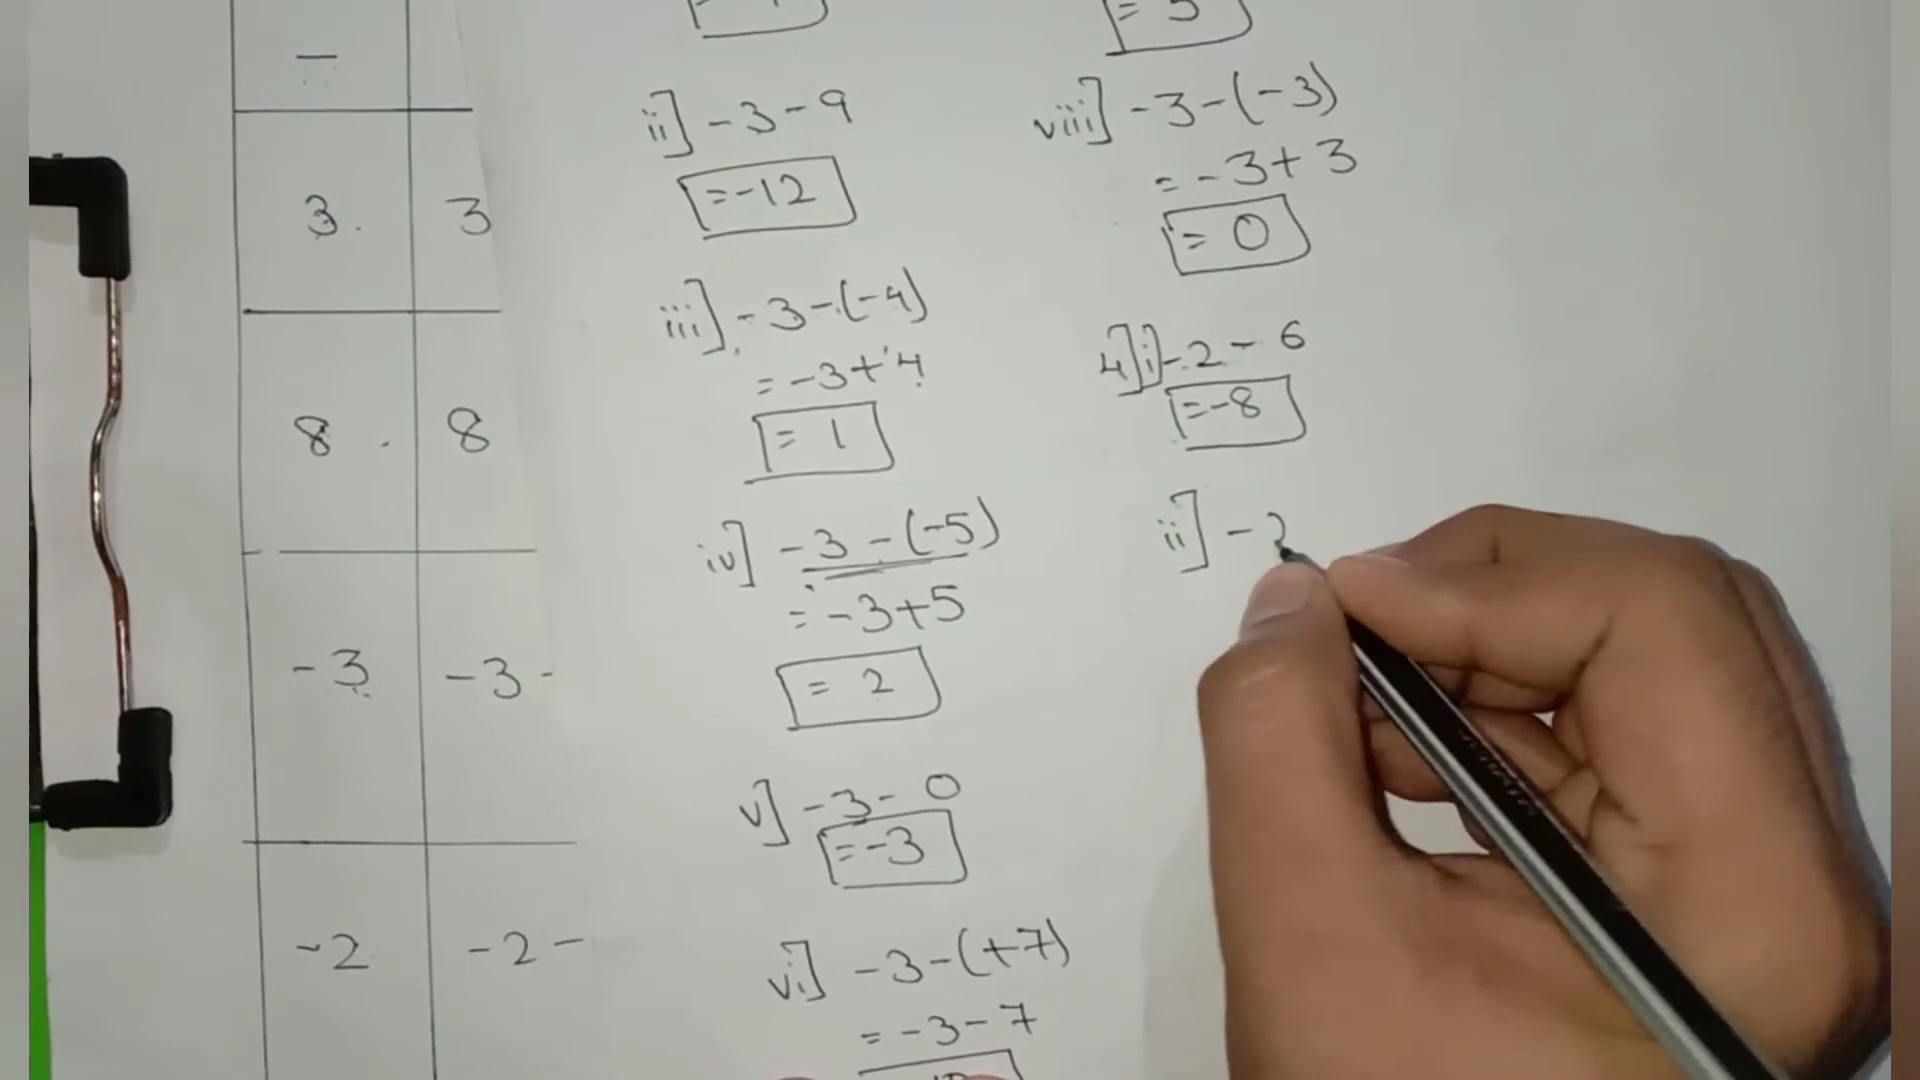 —
3. 3
8. 8
-3 -3-
-2 -2-
ii] -3-9
=-12
iii] -3-(-4)
= -3+4
= 1
iv] -3-(-5)
= -3+5
= 2
v] -3-0
=-3
vi] -3-(+7)
= -3-7
= 5
viii] -3-(-3)
= -3+3
= 0
4] i] -2-6
=-8
ii] -2